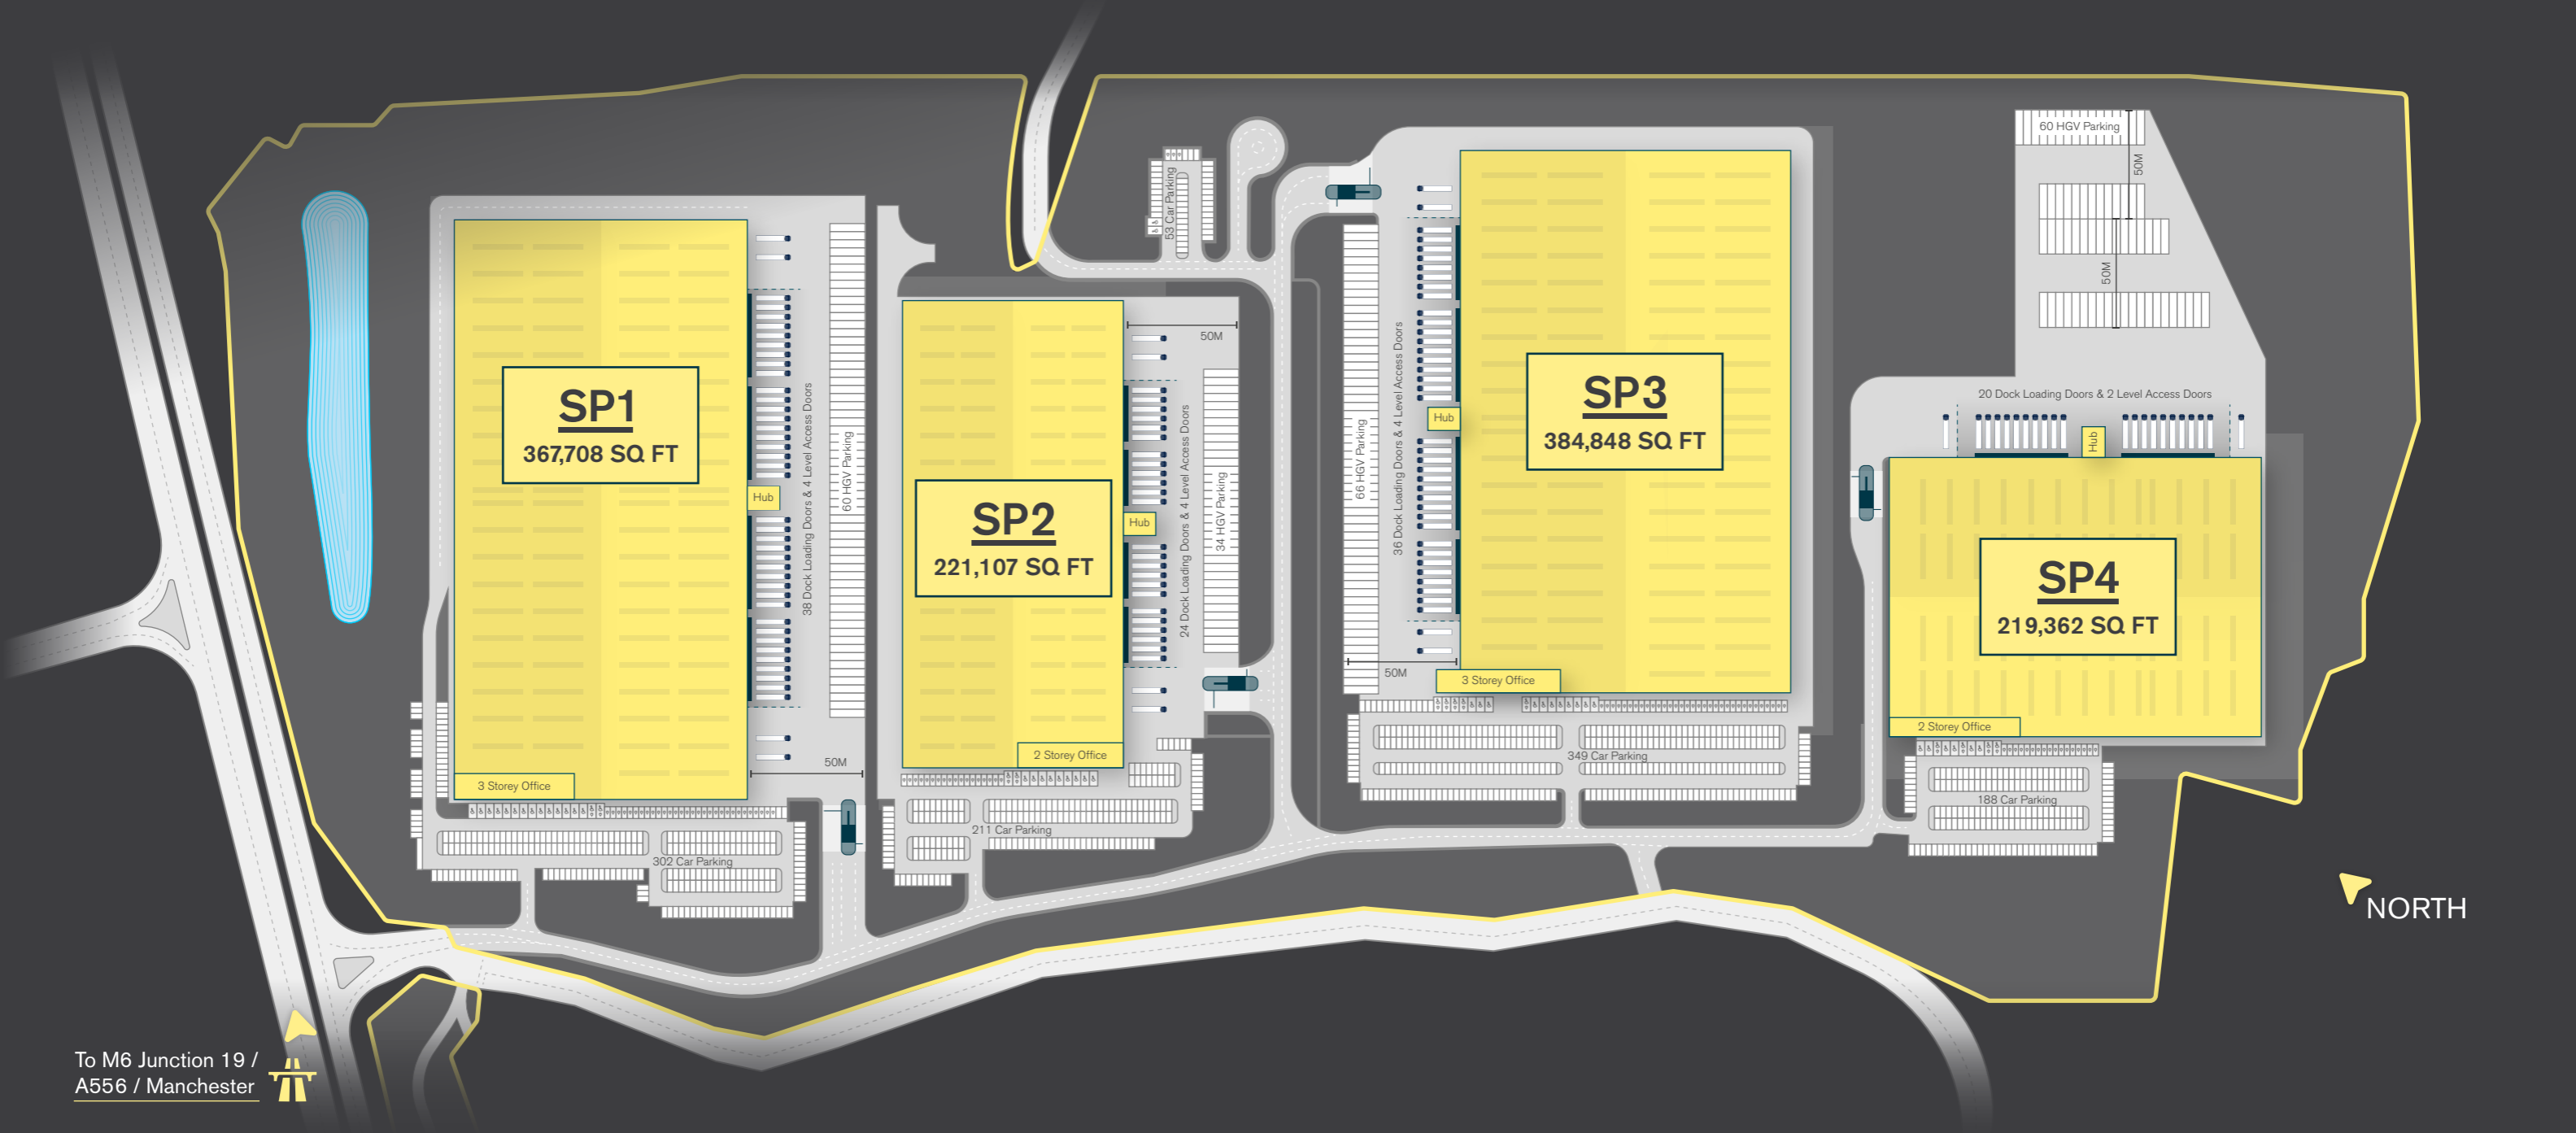 SP1
367,708 SQ FT
3 Storey Office
Hub
38 Dock Loading Doors & 4 Level Access Doors
60 HGV Parking
50M
302 Car Parking
SP2
221,107 SQ FT
2 Storey Office
Hub
24 Dock Loading Doors & 4 Level Access Doors
34 HGV Parking
50M
211 Car Parking
53 Car Parking
SP3
384,848 SQ FT
3 Storey Office
Hub
36 Dock Loading Doors & 4 Level Access Doors
66 HGV Parking
50M
349 Car Parking
60 HGV Parking
50M
50M
20 Dock Loading Doors & 2 Level Access Doors
Hub
SP4
219,362 SQ FT
2 Storey Office
188 Car Parking
NORTH
To M6 Junction 19 /
A556 / Manchester